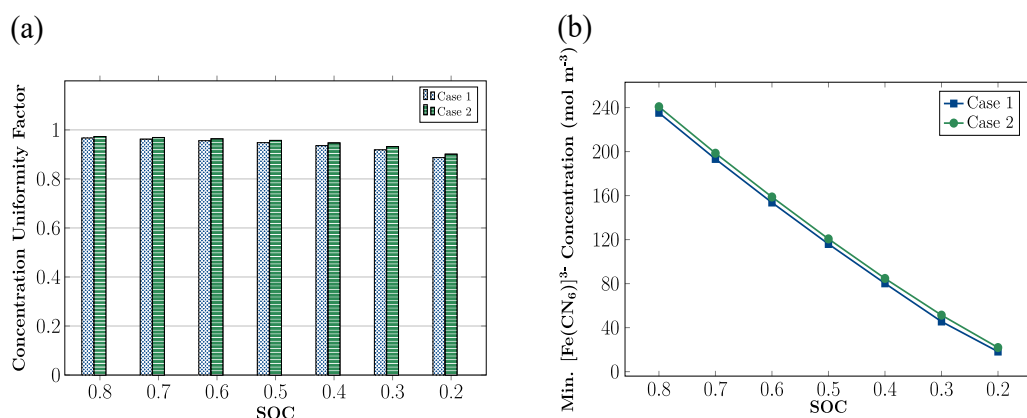 (a)
Concentration Uniformity Factor
1
0.8
0.6
0.4
0.2
0
Case 1
Case 2
0.8 0.7 0.6 0.5 0.4 0.3 0.2
SOC
(b)
Min. [Fe(CN₆)]³⁻ Concentration (mol m⁻³)
240
200
160
120
80
40
0
Case 1
Case 2
0.8 0.7 0.6 0.5 0.4 0.3 0.2
SOC